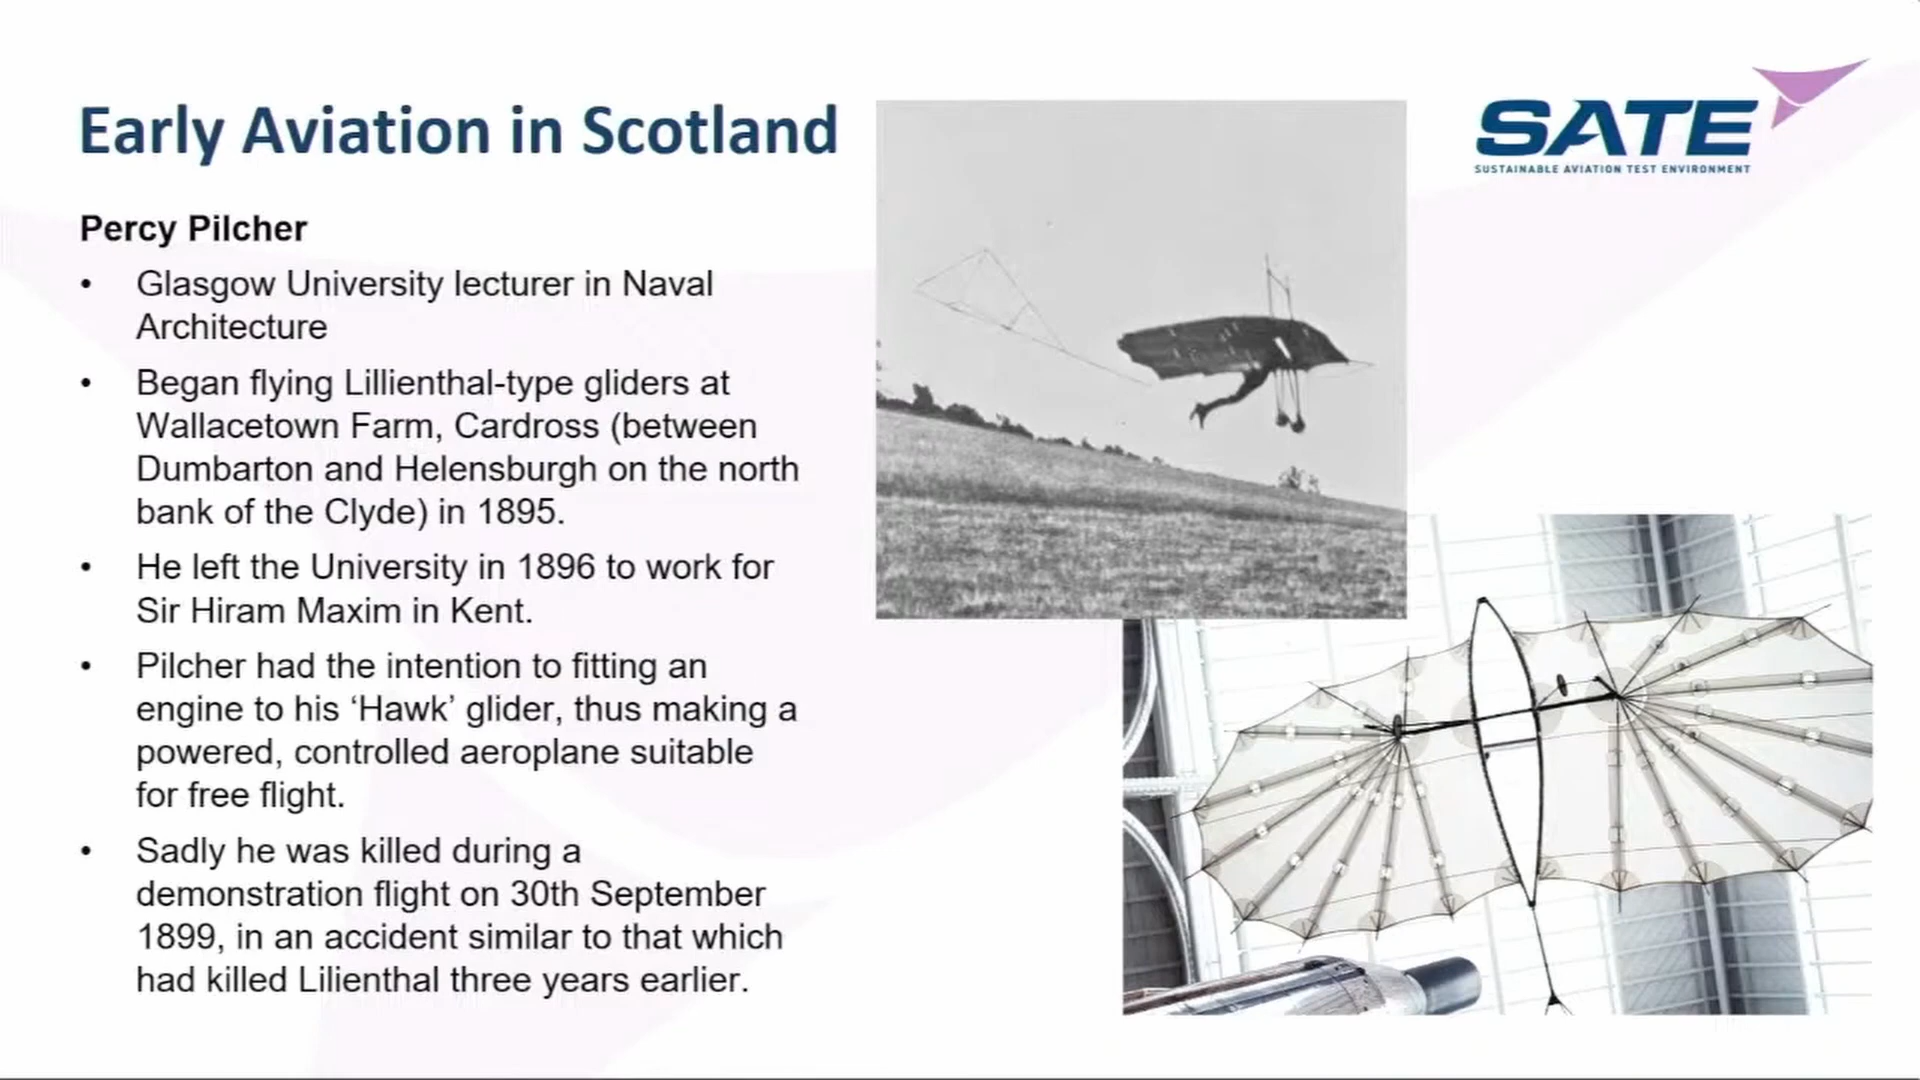 Early Aviation in Scotland
SATE
SUSTAINABLE AVIATION TEST ENVIRONMENT
Percy Pilcher
• Glasgow University lecturer in Naval
Architecture
• Began flying Lillienthal-type gliders at
Wallacetown Farm, Cardross (between
Dumbarton and Helensburgh on the north
bank of the Clyde) in 1895.
• He left the University in 1896 to work for
Sir Hiram Maxim in Kent.
• Pilcher had the intention to fitting an
engine to his ‘Hawk’ glider, thus making a
powered, controlled aeroplane suitable
for free flight.
• Sadly he was killed during a
demonstration flight on 30th September
1899, in an accident similar to that which
had killed Lilienthal three years earlier.